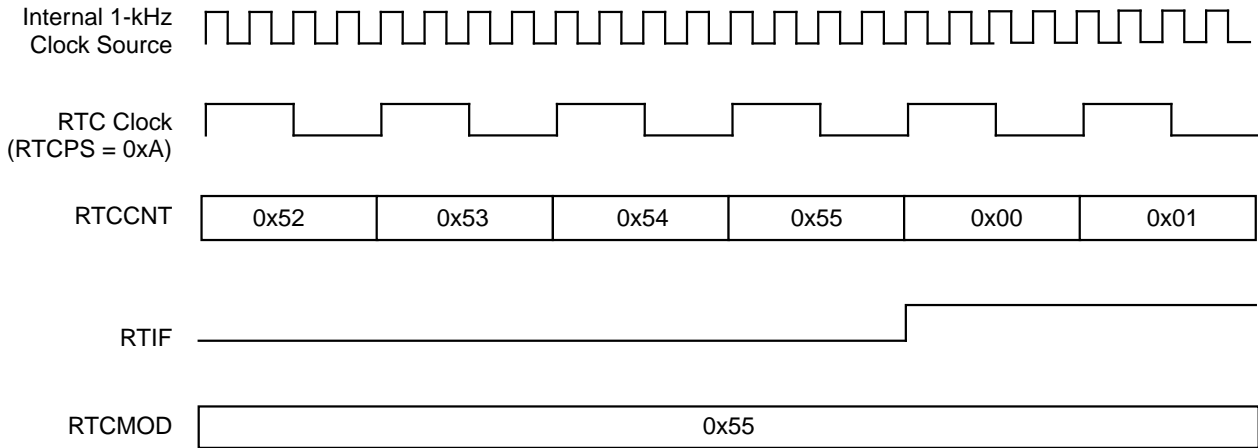 Internal 1-kHz
Clock Source
RTC Clock
(RTCPS = 0xA)
RTCCNT
0x52 0x53 0x54 0x55 0x00 0x01
RTIF
RTCMOD
0x55